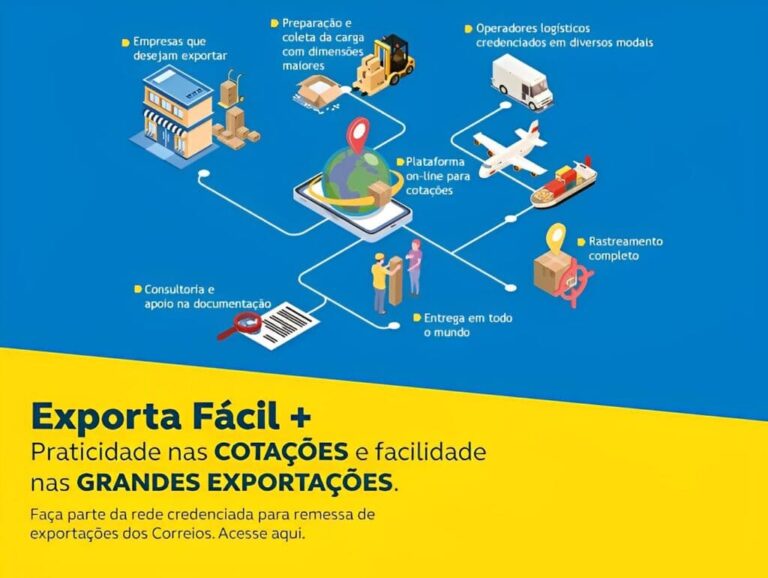 Empresas que
desejam exportar
Preparação e
coleta da carga
com dimensões
maiores
Operadores logísticos
credenciados em diversos modais
Plataforma
on-line para
cotações
Rastreamento
completo
Consultoria e
apoio na documentação
Entrega em todo
o mundo
Exporta Fácil +
Praticidade nas COTAÇÕES e facilidade
nas GRANDES EXPORTAÇÕES.
Faça parte da rede credenciada para remessa de
exportações dos Correios. Acesse aqui.